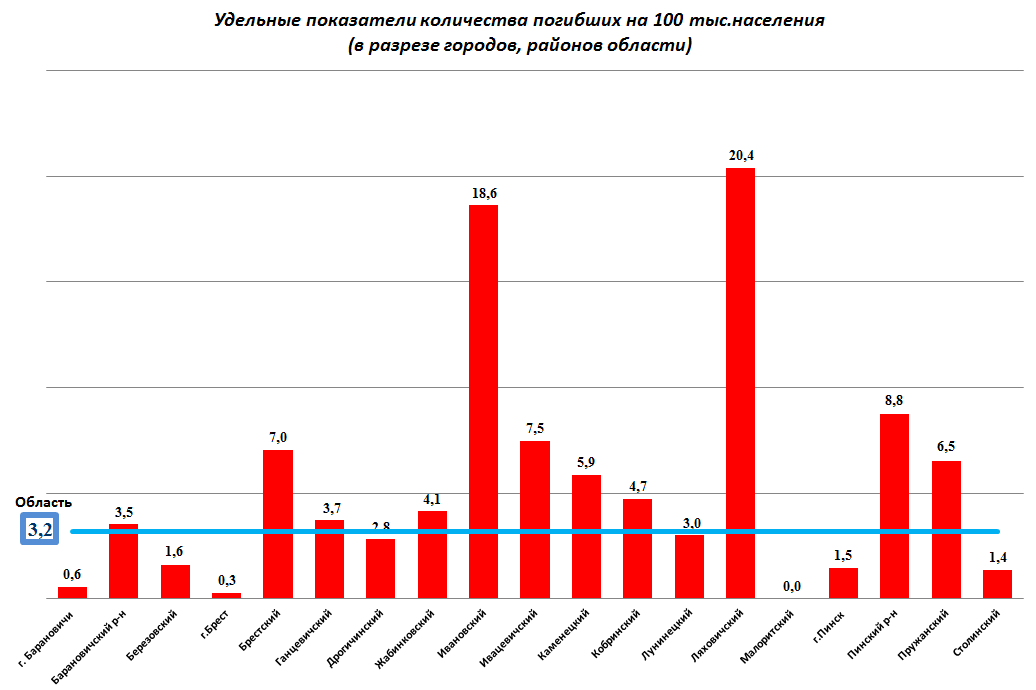 Удельные показатели количества погибших на 100 тыс.населения
(в разрезе городов, районов области)
20,4
18,6
8,8
7,5
7,0
6,5
5,9
4,7
4,1
3,7
3,5
3,0
2,8
1,6
1,5
1,4
0,6
0,3
0,0
Область
3,2
г. Барановичи
Барановичский р-н
Березовский
г.Брест
Брестский
Ганцевичский
Дрогичинский
Жабинковский
Ивановский
Ивацевичский
Каменецкий
Кобринский
Лунинецкий
Ляховичский
Малоритский
г.Пинск
Пинский р-н
Пружанский
Столинский